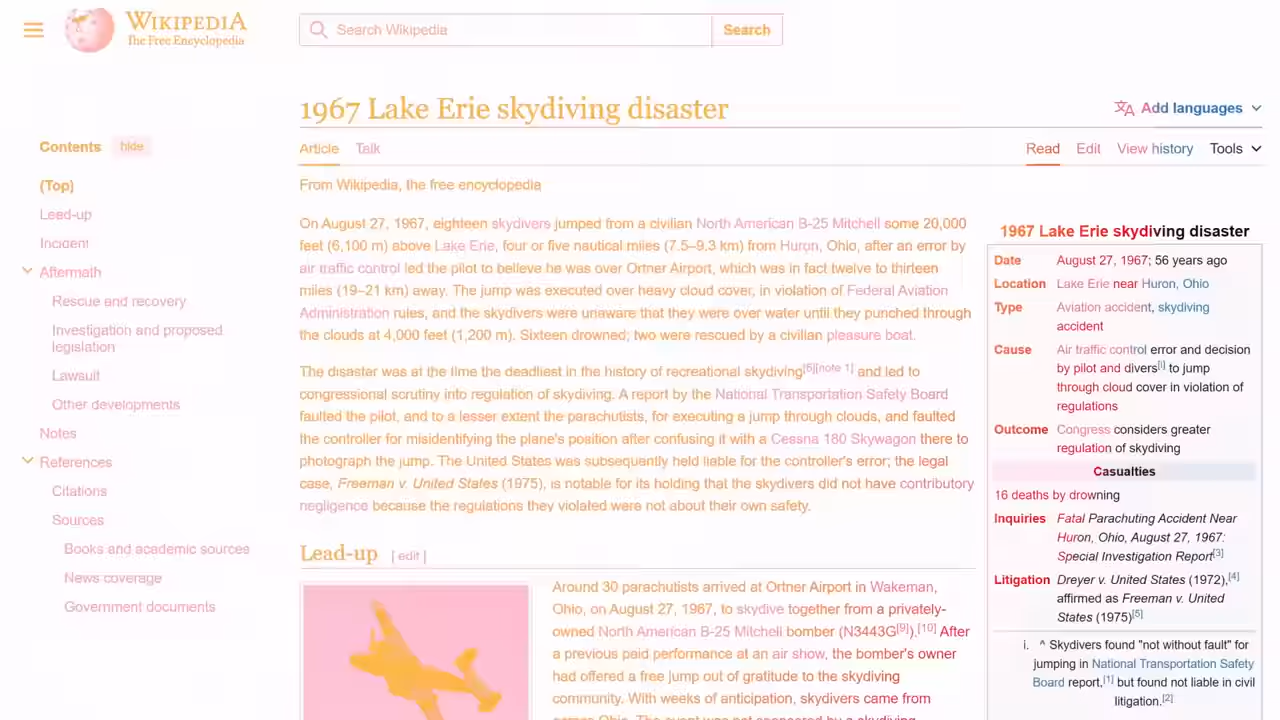 WIKIPEDIA
The Free Encyclopedia
Search Wikipedia
Search
1967 Lake Erie skydiving disaster
Add languages
Contents hide
Article Talk
Read Edit View history Tools
(Top)
Lead-up
Incident
Aftermath
Rescue and recovery
Investigation and proposed
legislation
Lawsuit
Other developments
Notes
References
Citations
Sources
Books and academic sources
News coverage
Government documents
From Wikipedia, the free encyclopedia
On August 27, 1967, eighteen skydivers jumped from a civilian North American B-25 Mitchell some 20,000
feet (6,100 m) above Lake Erie, four or five nautical miles (7.5–9.3 km) from Huron, Ohio, after an error by
air traffic control led the pilot to believe he was over Ortner Airport, which was in fact twelve to thirteen
miles (19–21 km) away. The jump was executed over heavy cloud cover, in violation of Federal Aviation
Administration rules, and the skydivers were unaware that they were over water until they punched through
the clouds at 4,000 feet (1,200 m). Sixteen drowned; two were rescued by a civilian pleasure boat.
The disaster was at the time the deadliest in the history of recreational skydiving[6][note 1] and led to
congressional scrutiny into regulation of skydiving. A report by the National Transportation Safety Board
faulted the pilot, and to a lesser extent the parachutists, for executing a jump through clouds, and faulted
the controller for misidentifying the plane's position after confusing it with a Cessna 180 Skywagon there to
photograph the jump. The United States was subsequently held liable for the controller's error; the legal
case, Freeman v. United States (1975), is notable for its holding that the skydivers did not have contributory
negligence because the regulations they violated were not about their own safety.
Lead-up [ edit ]
Around 30 parachutists arrived at Ortner Airport in Wakeman,
Ohio, on August 27, 1967, to skydive together from a privately-
owned North American B-25 Mitchell bomber (N3443G[9]).[10] After
a previous paid performance at an air show, the bomber's owner
had offered a free jump out of gratitude to the skydiving
community. With weeks of anticipation, skydivers came from
across Ohio. The event was not sponsored by a skydiving
1967 Lake Erie skydiving disaster
Date August 27, 1967; 56 years ago
Location Lake Erie near Huron, Ohio
Type Aviation accident, skydiving
accident
Cause Air traffic control error and decision
by pilot and divers[i] to jump
through cloud cover in violation of
regulations
Outcome Congress considers greater
regulation of skydiving
Casualties
16 deaths by drowning
Inquiries Fatal Parachuting Accident Near
Huron, Ohio, August 27, 1967:
Special Investigation Report[3]
Litigation Dreyer v. United States (1972),[4]
affirmed as Freeman v. United
States (1975)[5]
i. ^ Skydivers found "not without fault" for
jumping in National Transportation Safety
Board report,[1] but found not liable in civil
litigation.[2]